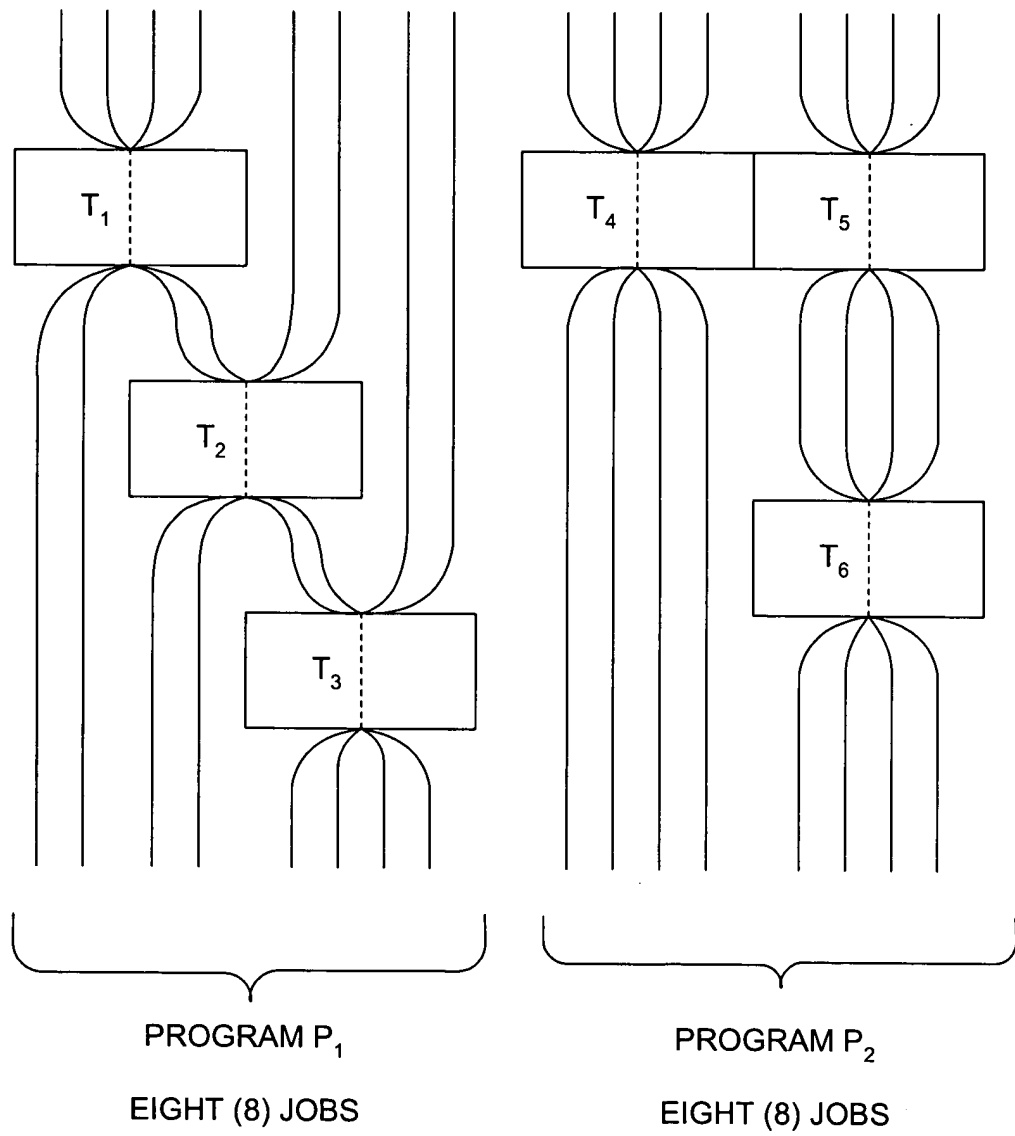 T₁
T₂
T₃
T₄
T₅
T₆
PROGRAM P₁
EIGHT (8) JOBS
PROGRAM P₂
EIGHT (8) JOBS